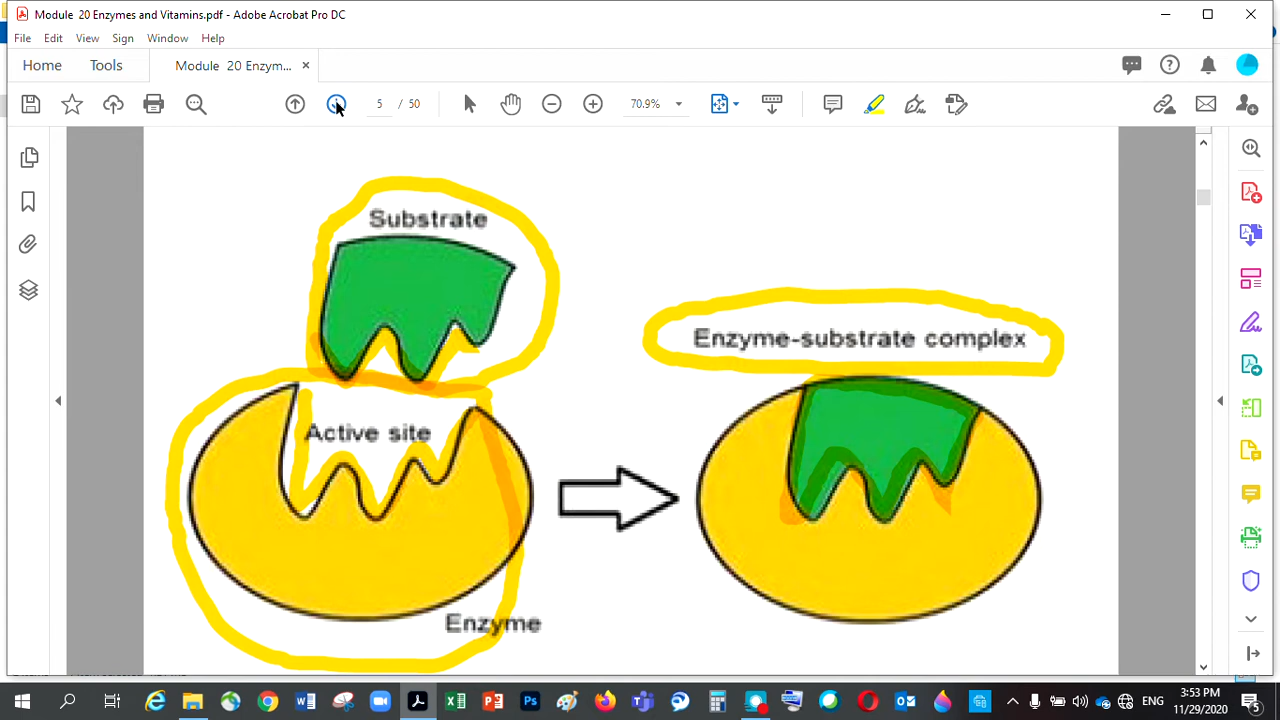 Module 20 Enzymes and Vitamins.pdf - Adobe Acrobat Pro DC
File Edit View Sign Window Help
Home Tools Module 20 Enzym... ×
5 / 50 70.9%
Substrate
Enzyme-substrate complex
Active site
Enzyme
ENG 3:53 PM
11/29/2020 5